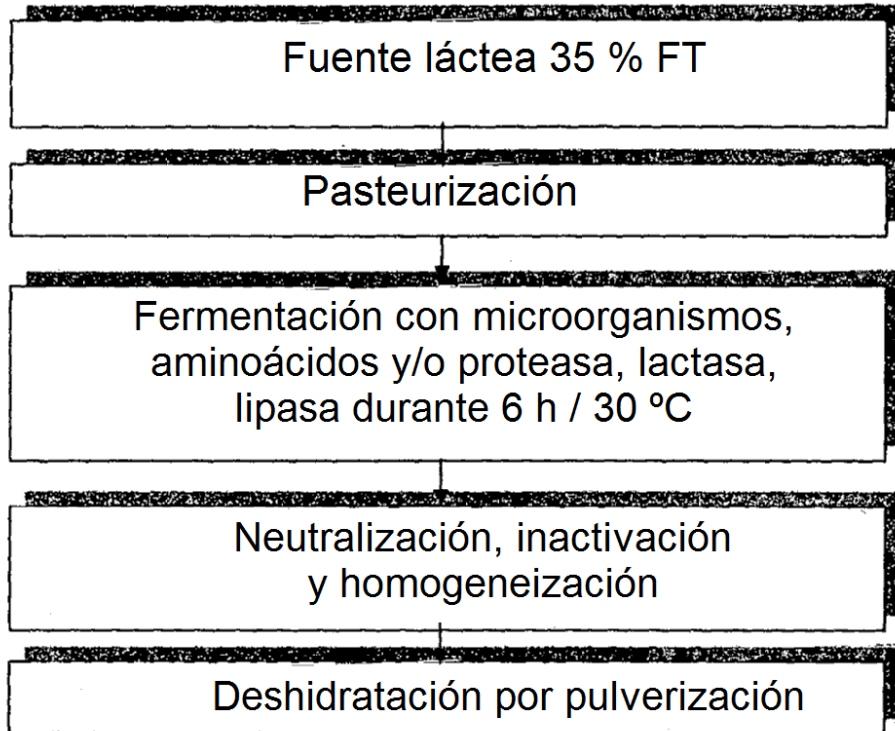 Fuente láctea 35 % FT
Pasteurización
Fermentación con microorganismos,
aminoácidos y/o proteasa, lactasa,
lipasa durante 6 h / 30 ºC
Neutralización, inactivación
y homogeneización
Deshidratación por pulverización